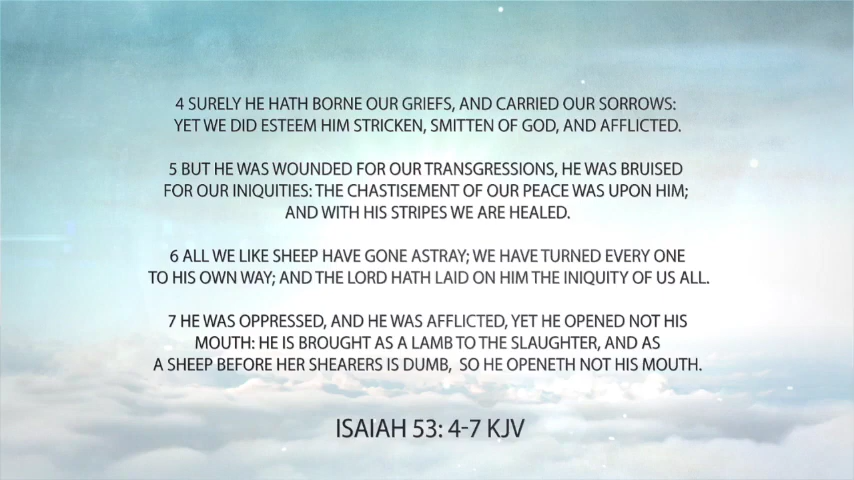 4 SURELY HE HATH BORNE OUR GRIEFS, AND CARRIED OUR SORROWS:
YET WE DID ESTEEM HIM STRICKEN, SMITTEN OF GOD, AND AFFLICTED.
5 BUT HE WAS WOUNDED FOR OUR TRANSGRESSIONS, HE WAS BRUISED
FOR OUR INIQUITIES: THE CHASTISEMENT OF OUR PEACE WAS UPON HIM;
AND WITH HIS STRIPES WE ARE HEALED.
6 ALL WE LIKE SHEEP HAVE GONE ASTRAY; WE HAVE TURNED EVERY ONE
TO HIS OWN WAY; AND THE LORD HATH LAID ON HIM THE INIQUITY OF US ALL.
7 HE WAS OPPRESSED, AND HE WAS AFFLICTED, YET HE OPENED NOT HIS
MOUTH: HE IS BROUGHT AS A LAMB TO THE SLAUGHTER, AND AS
A SHEEP BEFORE HER SHEARERS IS DUMB,  SO HE OPENETH NOT HIS MOUTH.
ISAIAH 53: 4-7 KJV